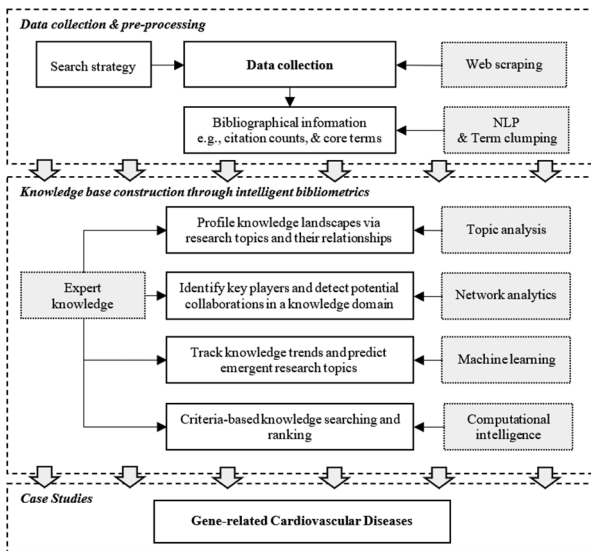 Data collection & pre-processing
Search strategy
Data collection
Web scraping
Bibliographical information
e.g., citation counts, & core terms
NLP
& Term clumping
Knowledge base construction through intelligent bibliometrics
Profile knowledge landscapes via
research topics and their relationships
Topic analysis
Expert
knowledge
Identify key players and detect potential
collaborations in a knowledge domain
Network analytics
Track knowledge trends and predict
emergent research topics
Machine learning
Criteria-based knowledge searching and
ranking
Computational
intelligence
Case Studies
Gene-related Cardiovascular Diseases